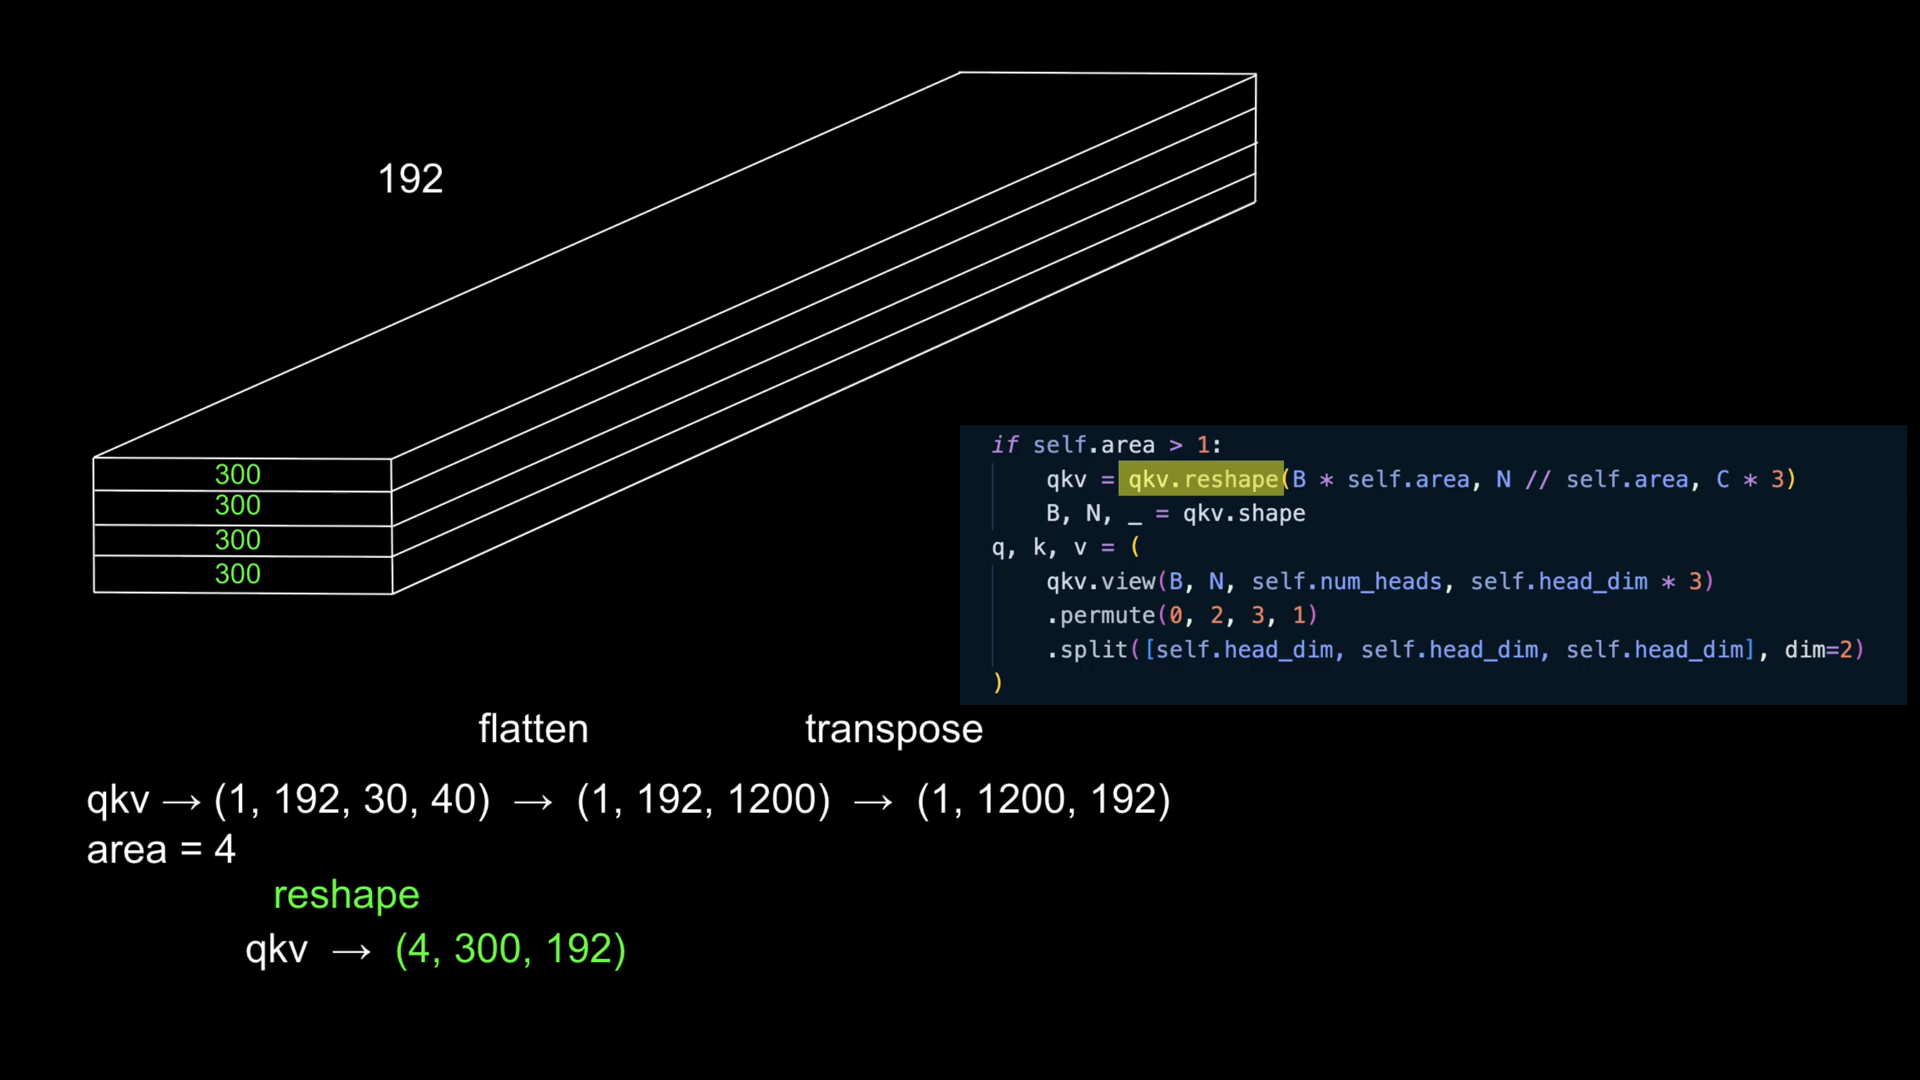 192
300
300
300
300
if self.area > 1:
qkv = qkv.reshape(B * self.area, N // self.area, C * 3)
B, N, _ = qkv.shape
q, k, v = (
qkv.view(B, N, self.num_heads, self.head_dim * 3)
.permute(0, 2, 3, 1)
.split([self.head_dim, self.head_dim, self.head_dim], dim=2)
)
flatten transpose
qkv → (1, 192, 30, 40) → (1, 192, 1200) → (1, 1200, 192)
area = 4
reshape
qkv → (4, 300, 192)